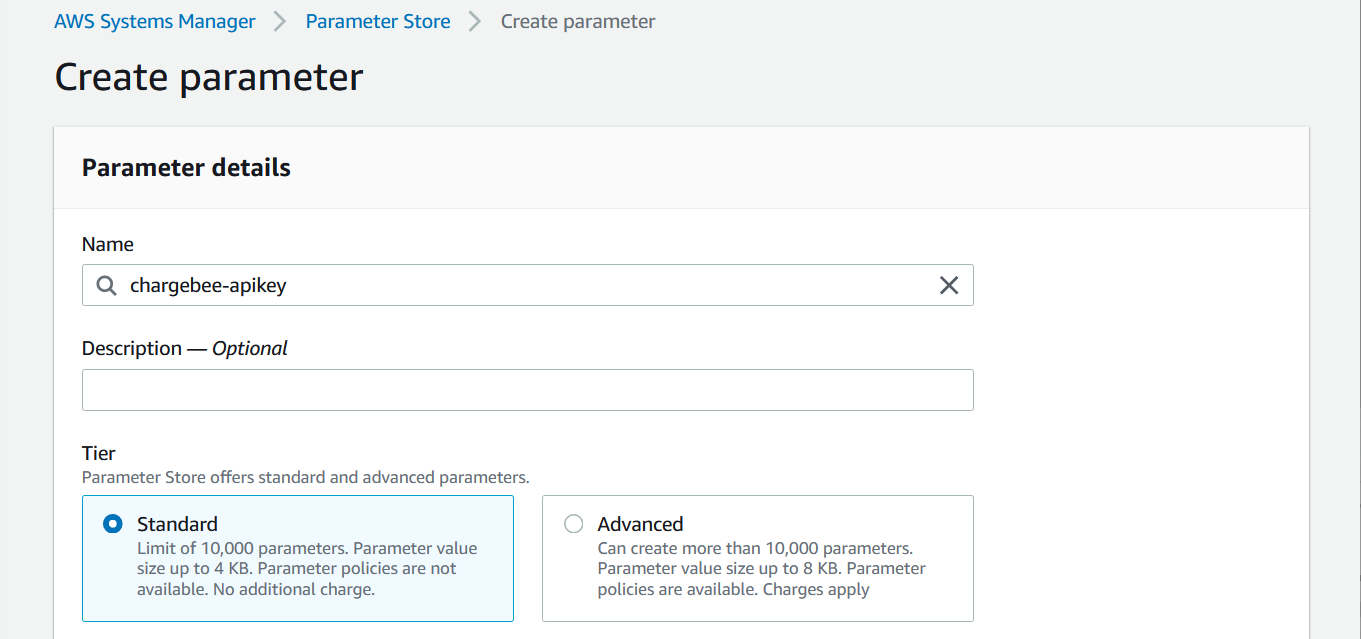 AWS Systems Manager > Parameter Store > Create parameter
Create parameter
Parameter details
Name
chargebee-apikey
Description — Optional
Tier
Parameter Store offers standard and advanced parameters.
Standard
Limit of 10,000 parameters. Parameter value
size up to 4 KB. Parameter policies are not
available. No additional charge.
Advanced
Can create more than 10,000 parameters.
Parameter value size up to 8 KB. Parameter
policies are available. Charges apply